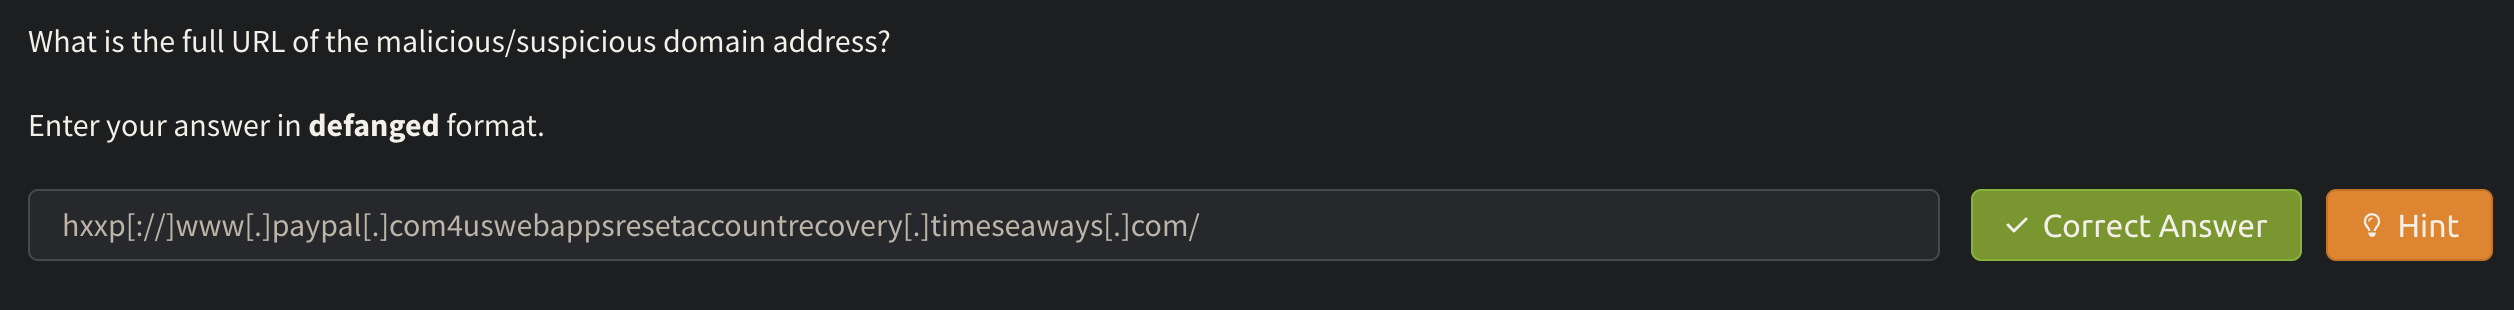 What is the full URL of the malicious/suspicious domain address?
Enter your answer in defanged format.
hxxp[://]www[.]paypal[.]com4uswebappsresetaccountrecovery[.]timeseaways[.]com/
Correct Answer
Hint